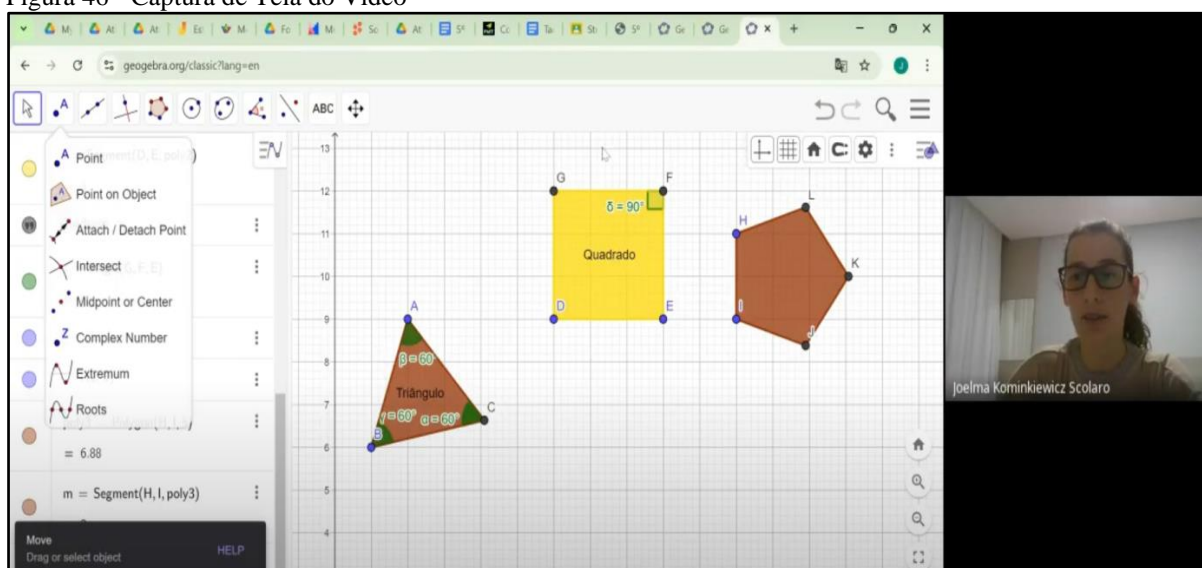 Figura 46 - Captura de Tela do Vídeo
geogebra.org/classic?lang=en
ABC
Point
Point on Object
Attach / Detach Point
Intersect
Midpoint or Center
Complex Number
Extremum
Roots
= 6.88
m = Segment(H, I, poly3)
Move
Drag or select object
HELP
13
12
11
10
9
8
7
6
5
4
G
F
δ = 90°
Quadrado
D
E
H
L
K
I
J
A
β = 60°
Triângulo
γ = 60° α = 60°
B
C
Joelma Kominkiewicz Scolaro